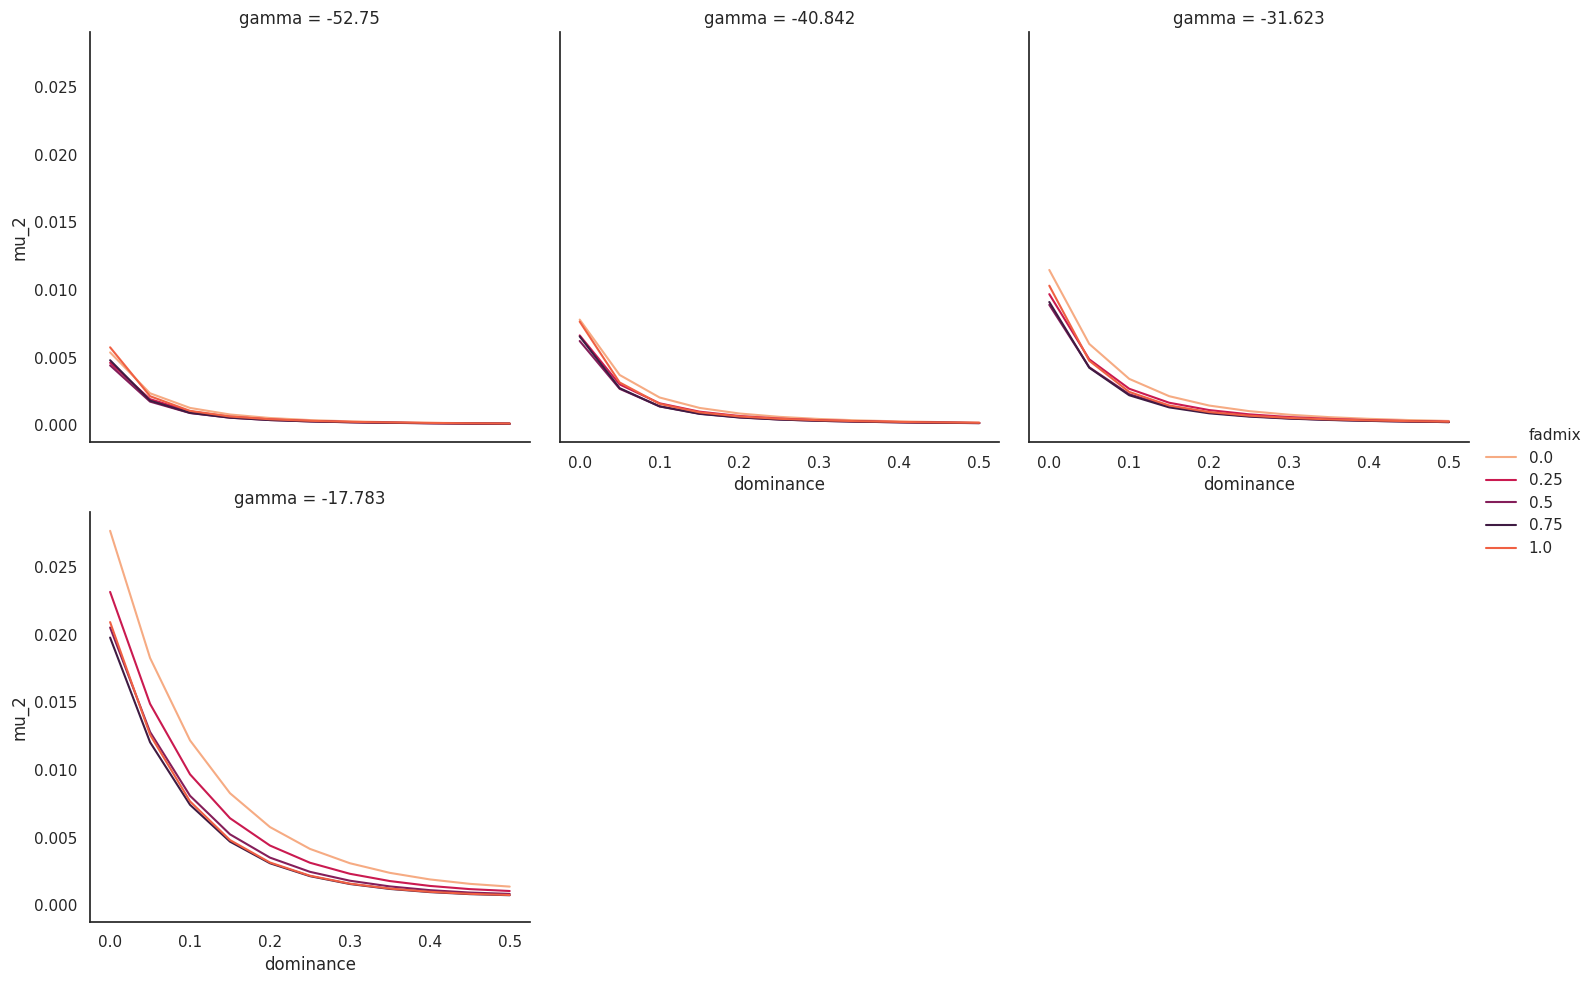 gamma = -52.75
gamma = -40.842
gamma = -31.623
mu_2
0.025
0.020
0.015
0.010
0.005
0.000
0.0 0.1 0.2 0.3 0.4 0.5
dominance
0.0 0.1 0.2 0.3 0.4 0.5
dominance
fadmix
0.0
0.25
0.5
0.75
1.0
gamma = -17.783
mu_2
0.025
0.020
0.015
0.010
0.005
0.000
0.0 0.1 0.2 0.3 0.4 0.5
dominance